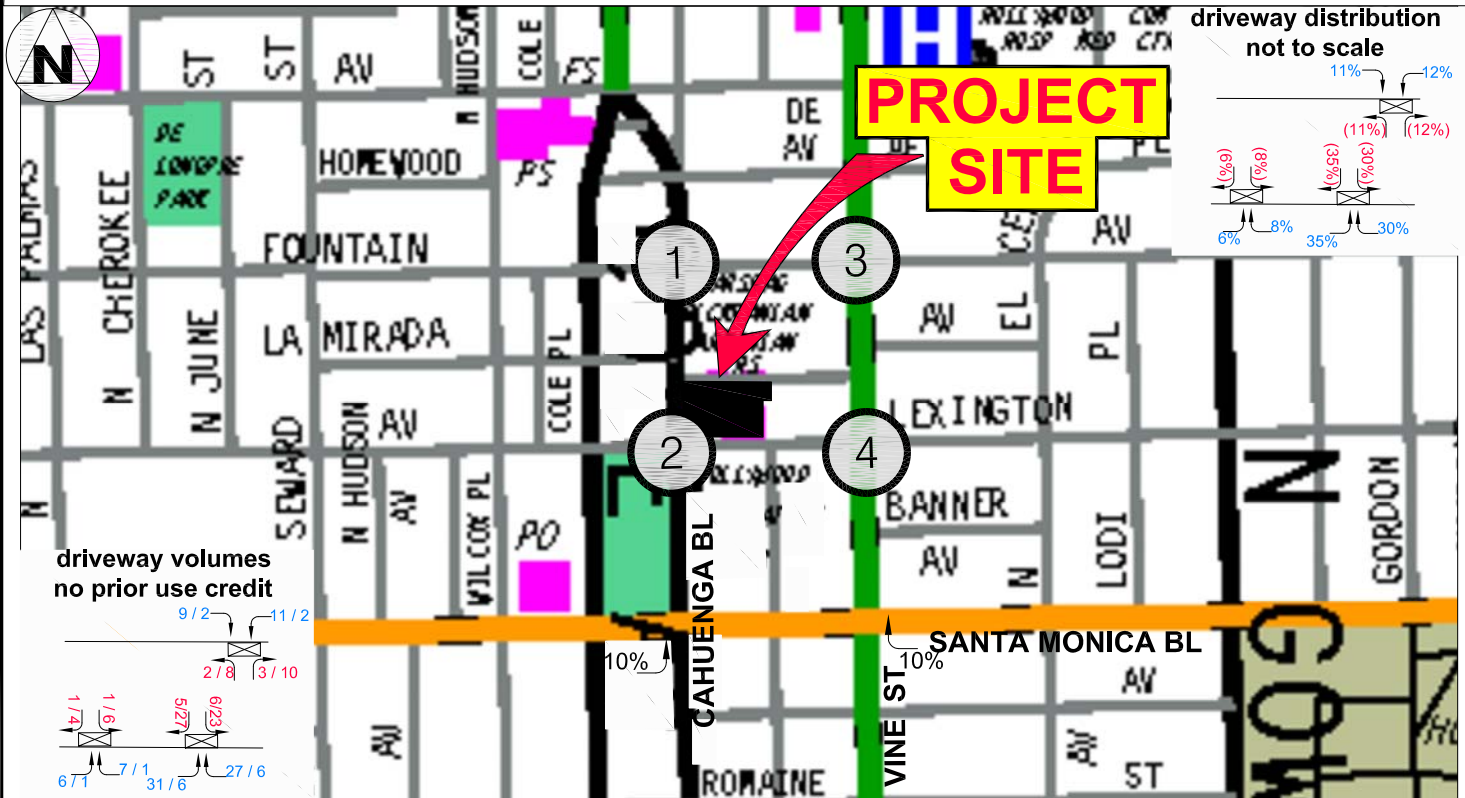 N
driveway distribution
not to scale
11%
12%
(11%)
(12%)
(6%)
(8%)
(35%)
(30%)
6%
8%
35%
30%
PROJECT
SITE
H
ST
ST
AV
N HUDSON
COLE
FS
DE
AV
DE
LONGPRE
PARK
HOMEWOOD
PS
LAS PALMAS
N CHEROKEE
FOUNTAIN
AV
1
3
N JUNE
LA MIRADA
AV
COLE PL
AV
EL
PL
LEXINGTON
2
4
SEWARD
N HUDSON
AV
WILCOX PL
PO
BANNER
AV
N
LODI
GORDON
N
driveway volumes
no prior use credit
9 / 2
11 / 2
2 / 8
3 / 10
1 / 4
1 / 6
5/27
6/23
6 / 1
7 / 1
31 / 6
27 / 6
CAHUENGA BL
10%
VINE ST
10%
SANTA MONICA BL
AV
AV
AV
ROMAINE
ST
GOW